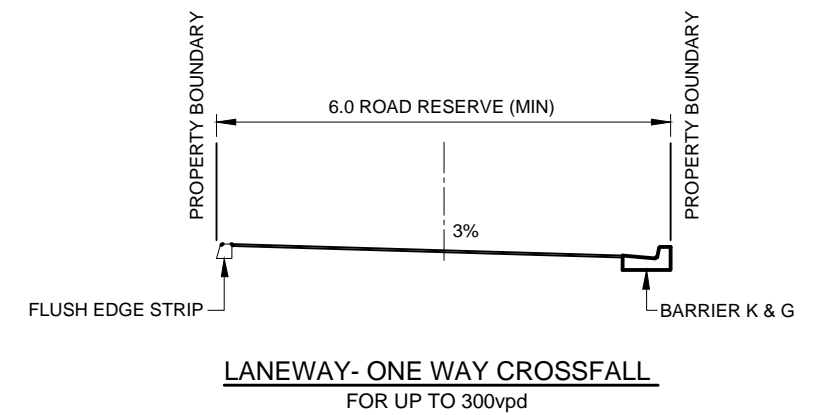 PROPERTY BOUNDARY
6.0 ROAD RESERVE (MIN)
PROPERTY BOUNDARY
3%
FLUSH EDGE STRIP
BARRIER K & G
LANEWAY- ONE WAY CROSSFALL
FOR UP TO 300vpd